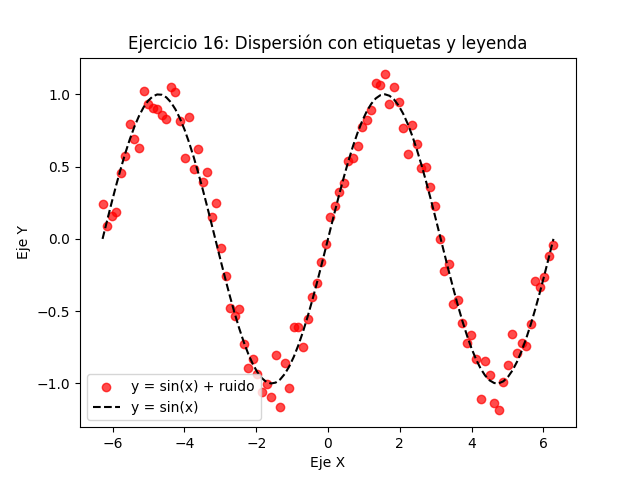 Ejercicio 16: Dispersión con etiquetas y leyenda
1.0
0.5
0.0
−0.5
−1.0
Eje Y
y = sin(x) + ruido
y = sin(x)
−6 −4 −2 0 2 4 6
Eje X